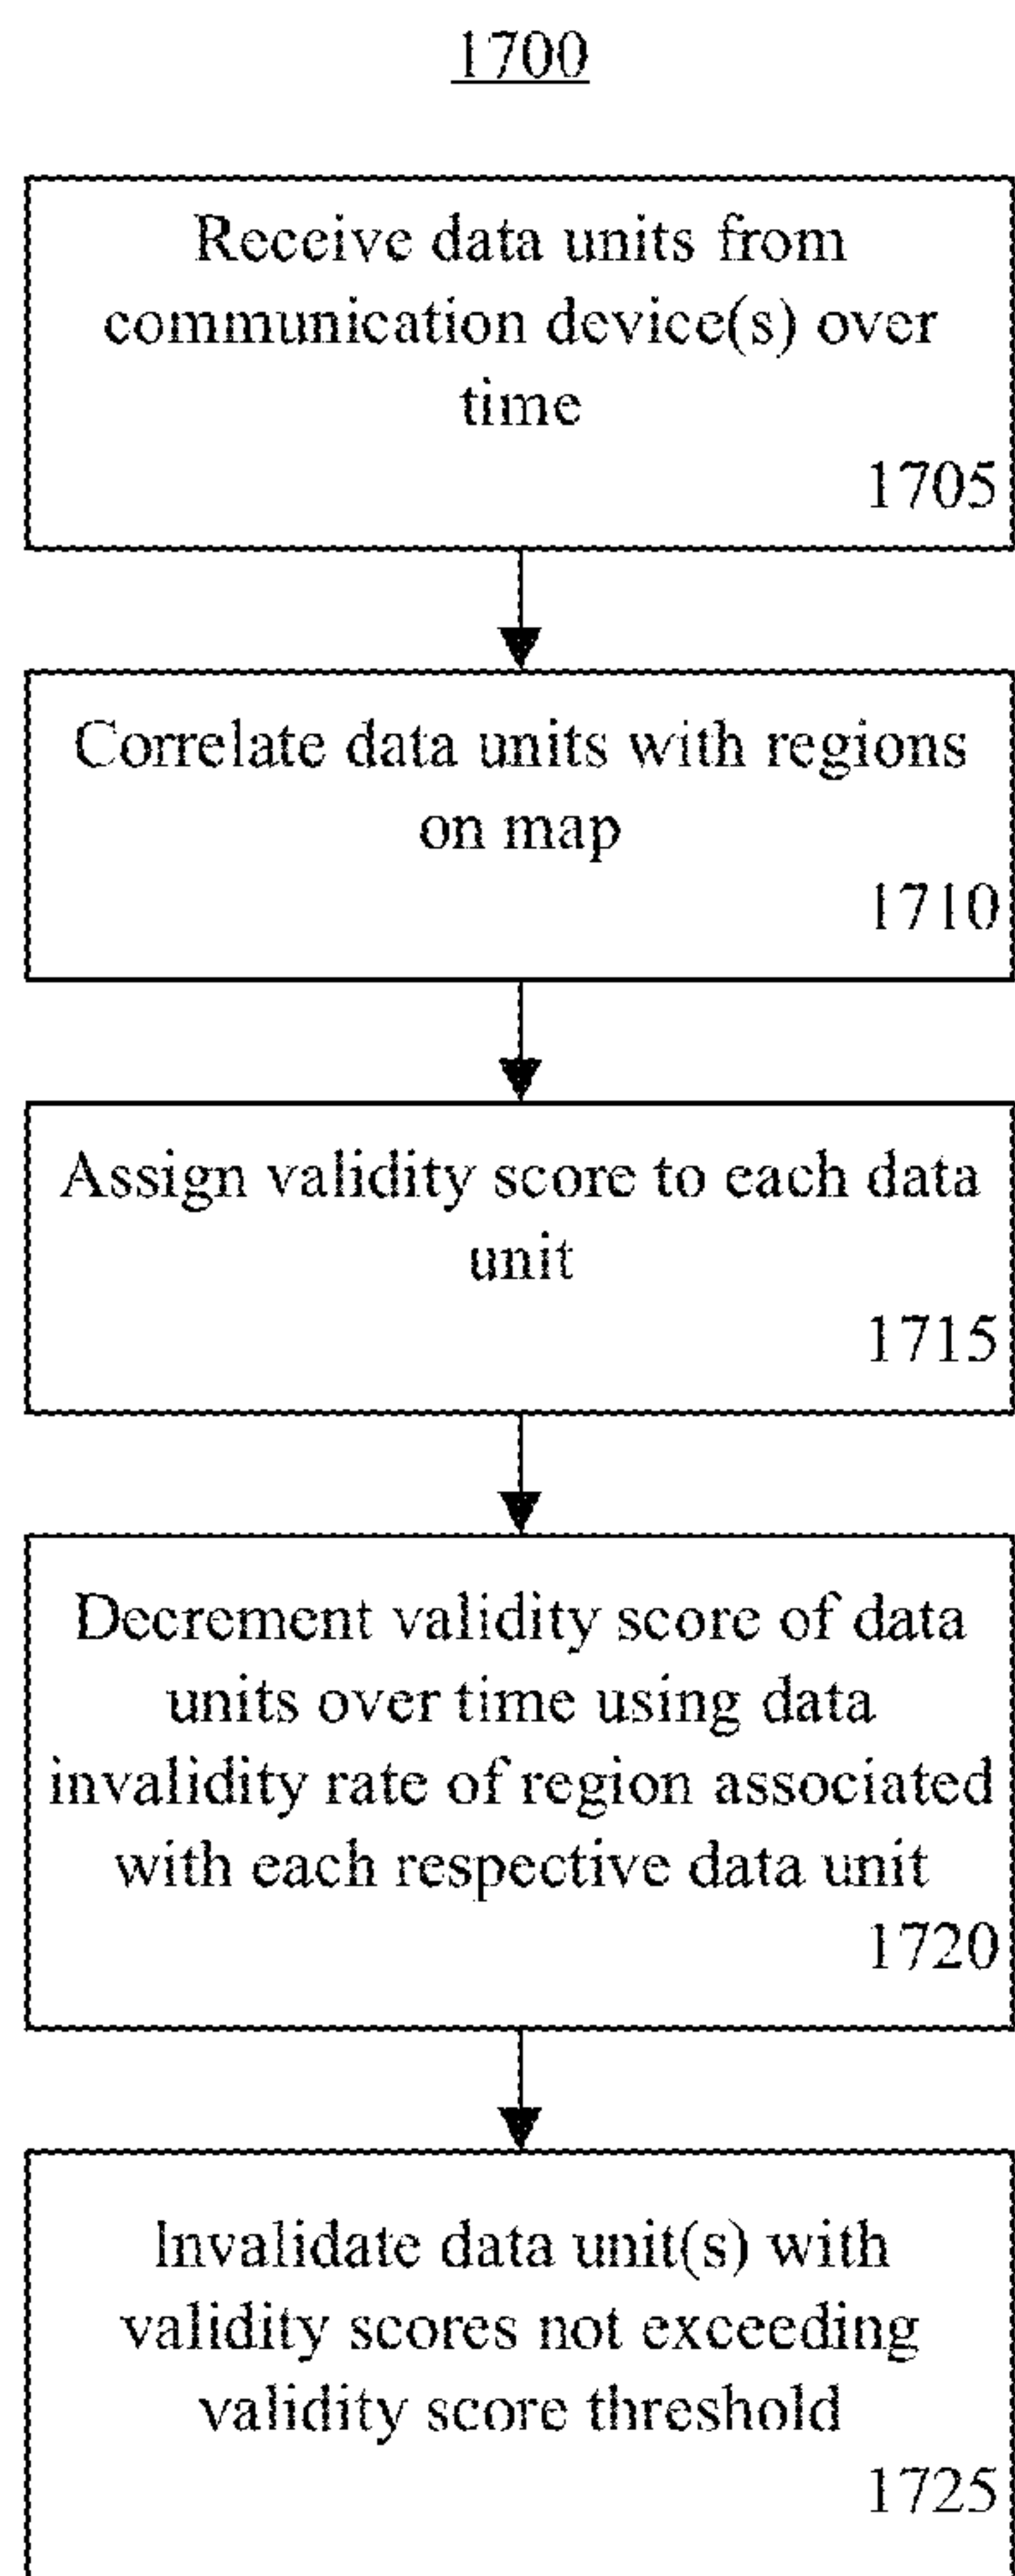 1700
Receive data units from
communication device(s) over
time
1705
Correlate data units with regions
on map
1710
Assign validity score to each data
unit
1715
Decrement validity score of data
units over time using data
invalidity rate of region associated
with each respective data unit
1720
Invalidate data unit(s) with
validity scores not exceeding
validity score threshold
1725